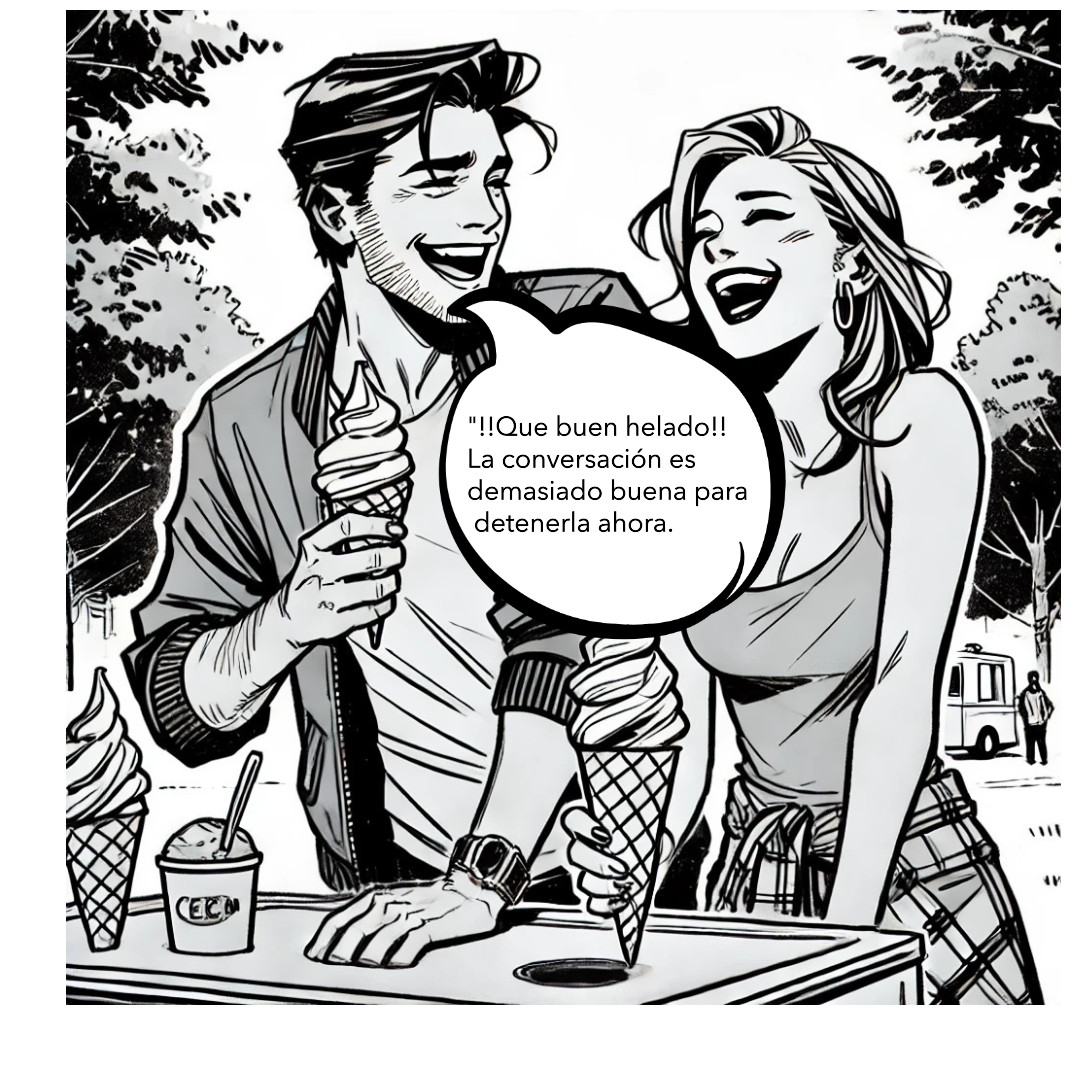 "!!Que buen helado!!
La conversación es
demasiado buena para
detenerla ahora.